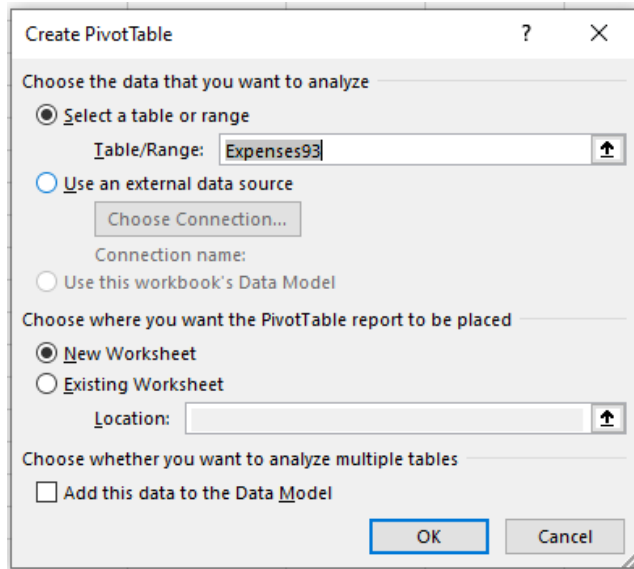 Create PivotTable ?
Choose the data that you want to analyze
Select a table or range
Table/Range: Expenses93
Use an external data source
Choose Connection...
Connection name:
Use this workbook's Data Model
Choose where you want the PivotTable report to be placed
New Worksheet
Existing Worksheet
Location:
Choose whether you want to analyze multiple tables
Add this data to the Data Model
OK Cancel